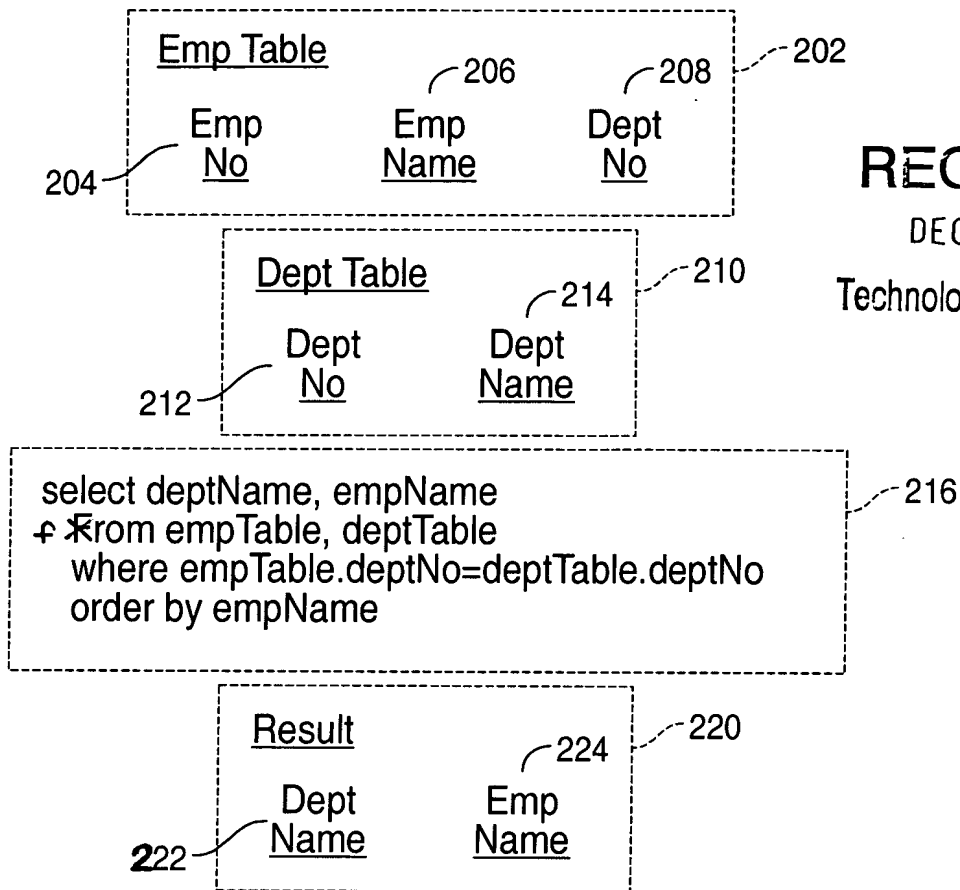 Emp Table
202
204
Emp No
206
Emp Name
208
Dept No
REC
DEC
Technolo
Dept Table
210
212
Dept No
214
Dept Name
select deptName, empName
f From empTable, deptTable
where empTable.deptNo=deptTable.deptNo
order by empName
216
Result
220
222
Dept Name
224
Emp Name